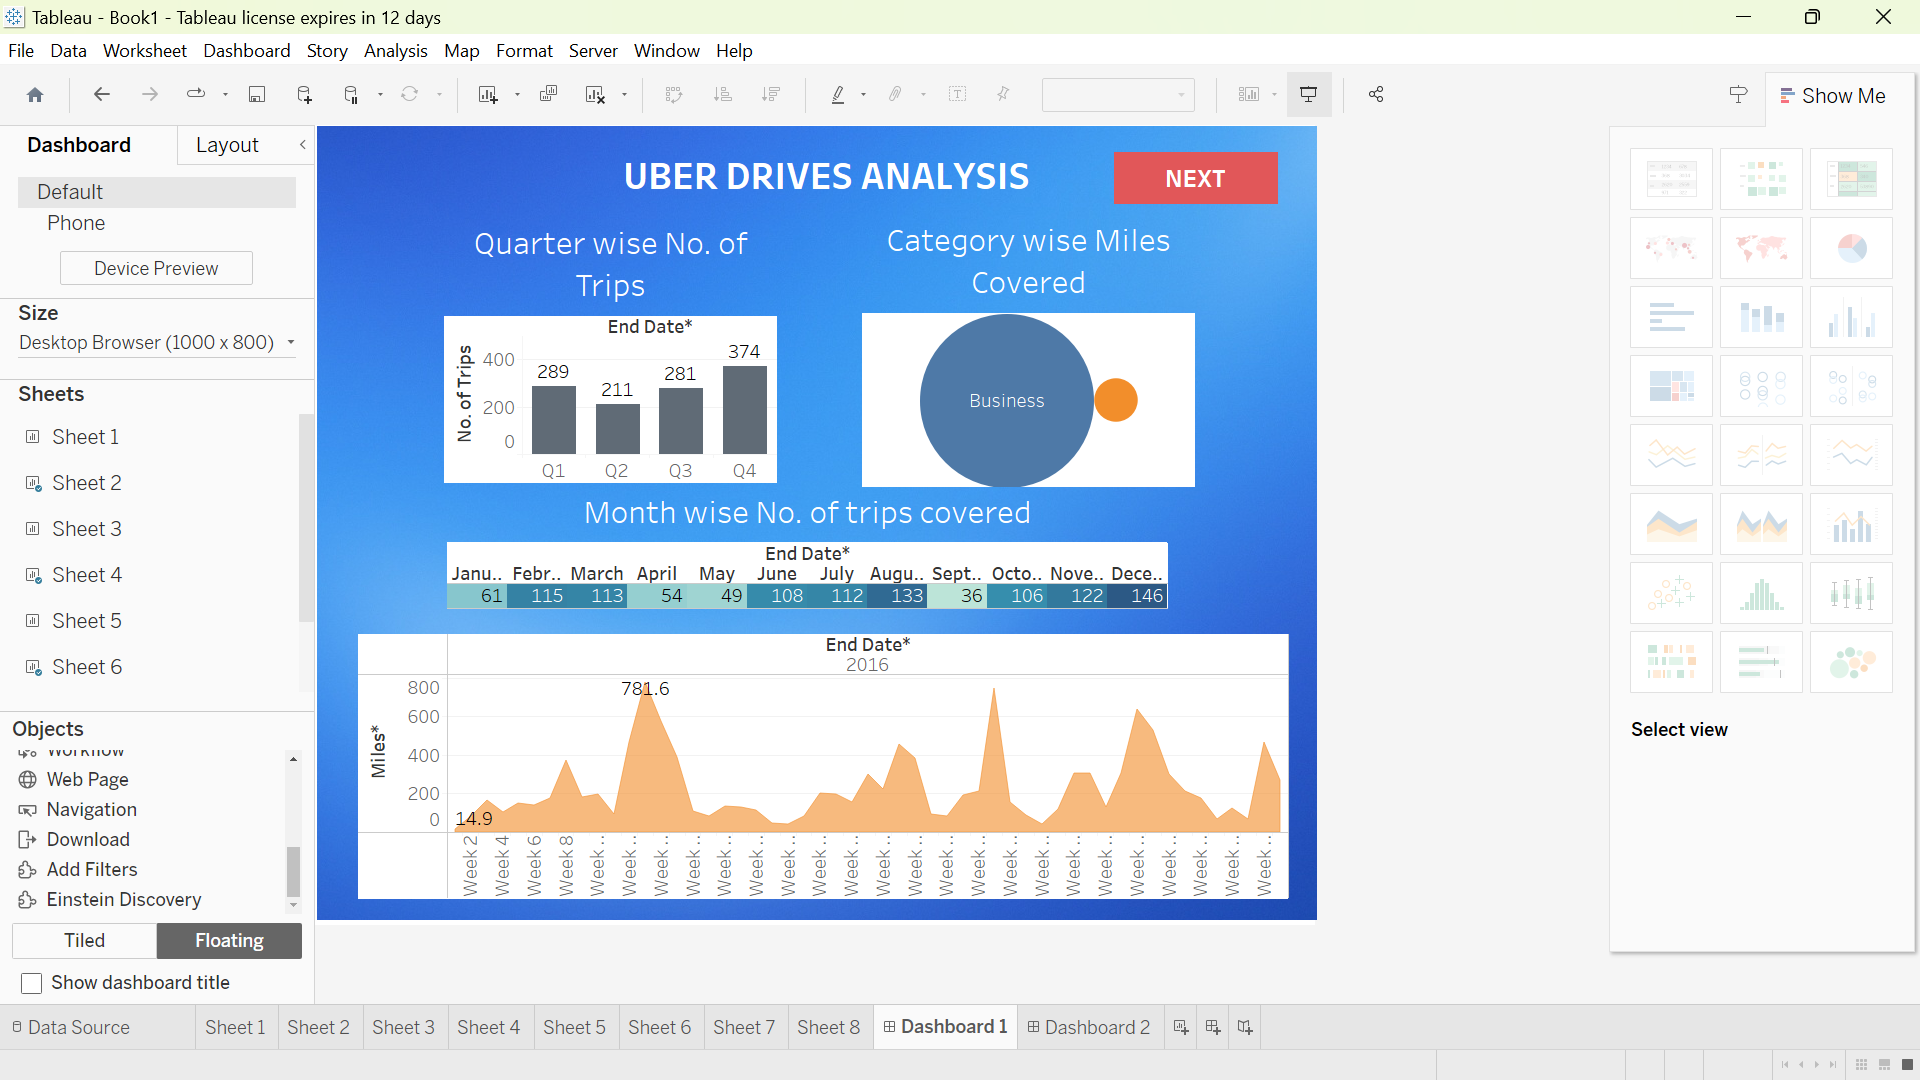 Tableau - Book1 - Tableau license expires in 12 days
File Data Worksheet Dashboard Story Analysis Map Format Server Window Help
Show Me
Dashboard Layout
Default
Phone
Device Preview
Size
Desktop Browser (1000 x 800)
Sheets
Sheet 1
Sheet 2
Sheet 3
Sheet 4
Sheet 5
Sheet 6
Objects
Workflow
Web Page
Navigation
Download
Add Filters
Einstein Discovery
Tiled Floating
Show dashboard title
UBER DRIVES ANALYSIS
NEXT
Quarter wise No. of
Trips
End Date*
No. of Trips
400
200
0
289 211 281 374
Q1 Q2 Q3 Q4
Category wise Miles
Covered
Business
Month wise No. of trips covered
End Date*
Janu.. Febr.. March April May June July Augu.. Sept.. Octo.. Nove.. Dece..
61 115 113 54 49 108 112 133 36 106 122 146
End Date*
2016
Miles*
800
600
400
200
0
781.6
14.9
Week 2 Week 4 Week 6 Week 8 Week .. Week .. Week .. Week .. Week .. Week .. Week .. Week .. Week .. Week .. Week .. Week .. Week .. Week .. Week .. Week .. Week .. Week .. Week .. Week .. Week .. Week ..
Select view
Data Source Sheet 1 Sheet 2 Sheet 3 Sheet 4 Sheet 5 Sheet 6 Sheet 7 Sheet 8 Dashboard 1 Dashboard 2